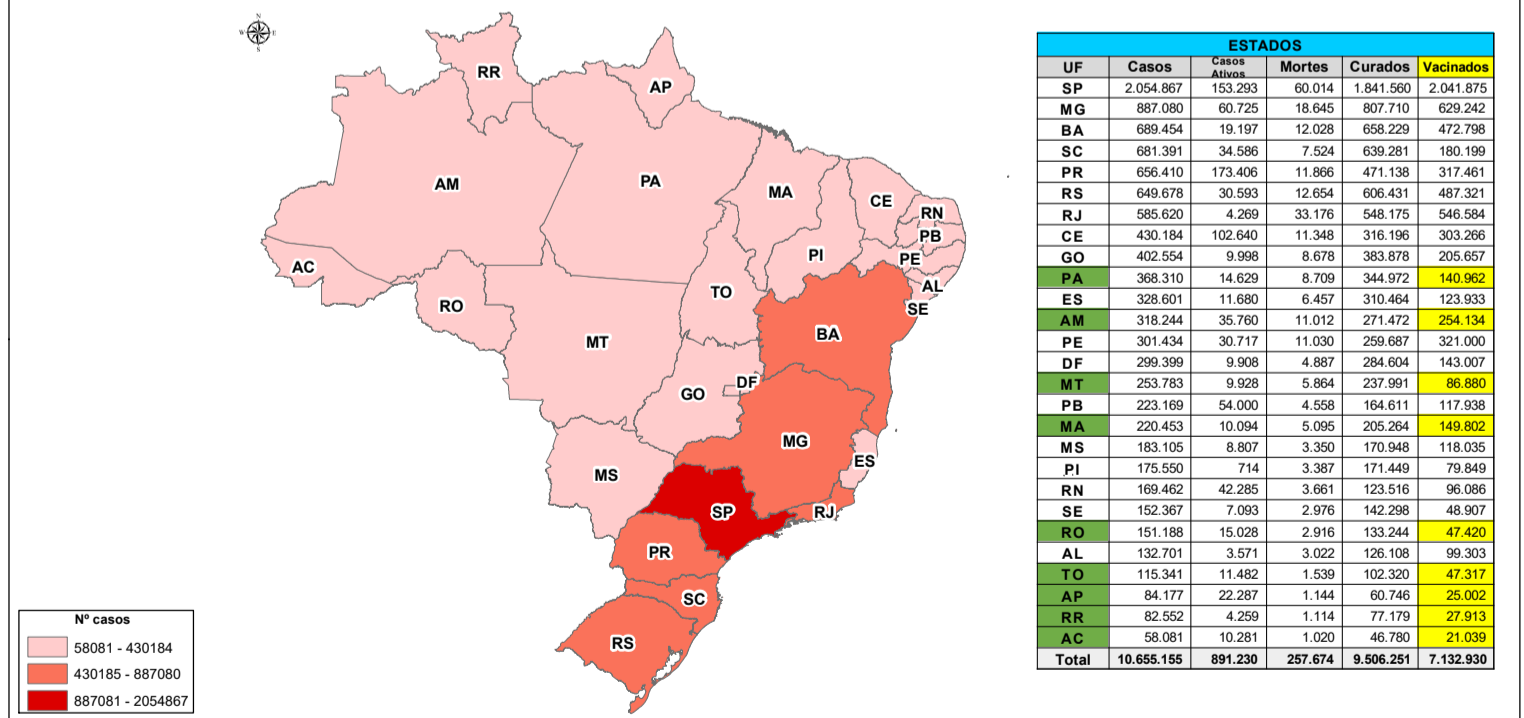 N
W E
S
RR
AP
AM
PA
MA
CE
RN
PB
PE
PI
AC
AL
TO
SE
RO
BA
MT
DF
GO
MG
ES
MS
SP
RJ
PR
SC
RS
Nº casos
58081 - 430184
430185 - 887080
887081 - 2054867
ESTADOS
UF Casos Casos Ativos Mortes Curados Vacinados
SP 2.054.867 153.293 60.014 1.841.560 2.041.875
MG 887.080 60.725 18.645 807.710 629.242
BA 689.454 19.197 12.028 658.229 472.798
SC 681.391 34.586 7.524 639.281 180.199
PR 656.410 173.406 11.866 471.138 317.461
RS 649.678 30.593 12.654 606.431 487.321
RJ 585.620 4.269 33.176 548.175 546.584
CE 430.184 102.640 11.348 316.196 303.266
GO 402.554 9.998 8.678 383.878 205.657
PA 368.310 14.629 8.709 344.972 140.962
ES 328.601 11.680 6.457 310.464 123.933
AM 318.244 35.760 11.012 271.472 254.134
PE 301.434 30.717 11.030 259.687 321.000
DF 299.399 9.908 4.887 284.604 143.007
MT 253.783 9.928 5.864 237.991 86.880
PB 223.169 54.000 4.558 164.611 117.938
MA 220.453 10.094 5.095 205.264 149.802
MS 183.105 8.807 3.350 170.948 118.035
PI 175.550 714 3.387 171.449 79.849
RN 169.462 42.285 3.661 123.516 96.086
SE 152.367 7.093 2.976 142.298 48.907
RO 151.188 15.028 2.916 133.244 47.420
AL 132.701 3.571 3.022 126.108 99.303
TO 115.341 11.482 1.539 102.320 47.317
AP 84.177 22.287 1.144 60.746 25.002
RR 82.552 4.259 1.114 77.179 27.913
AC 58.081 10.281 1.020 46.780 21.039
Total 10.655.155 891.230 257.674 9.506.251 7.132.930